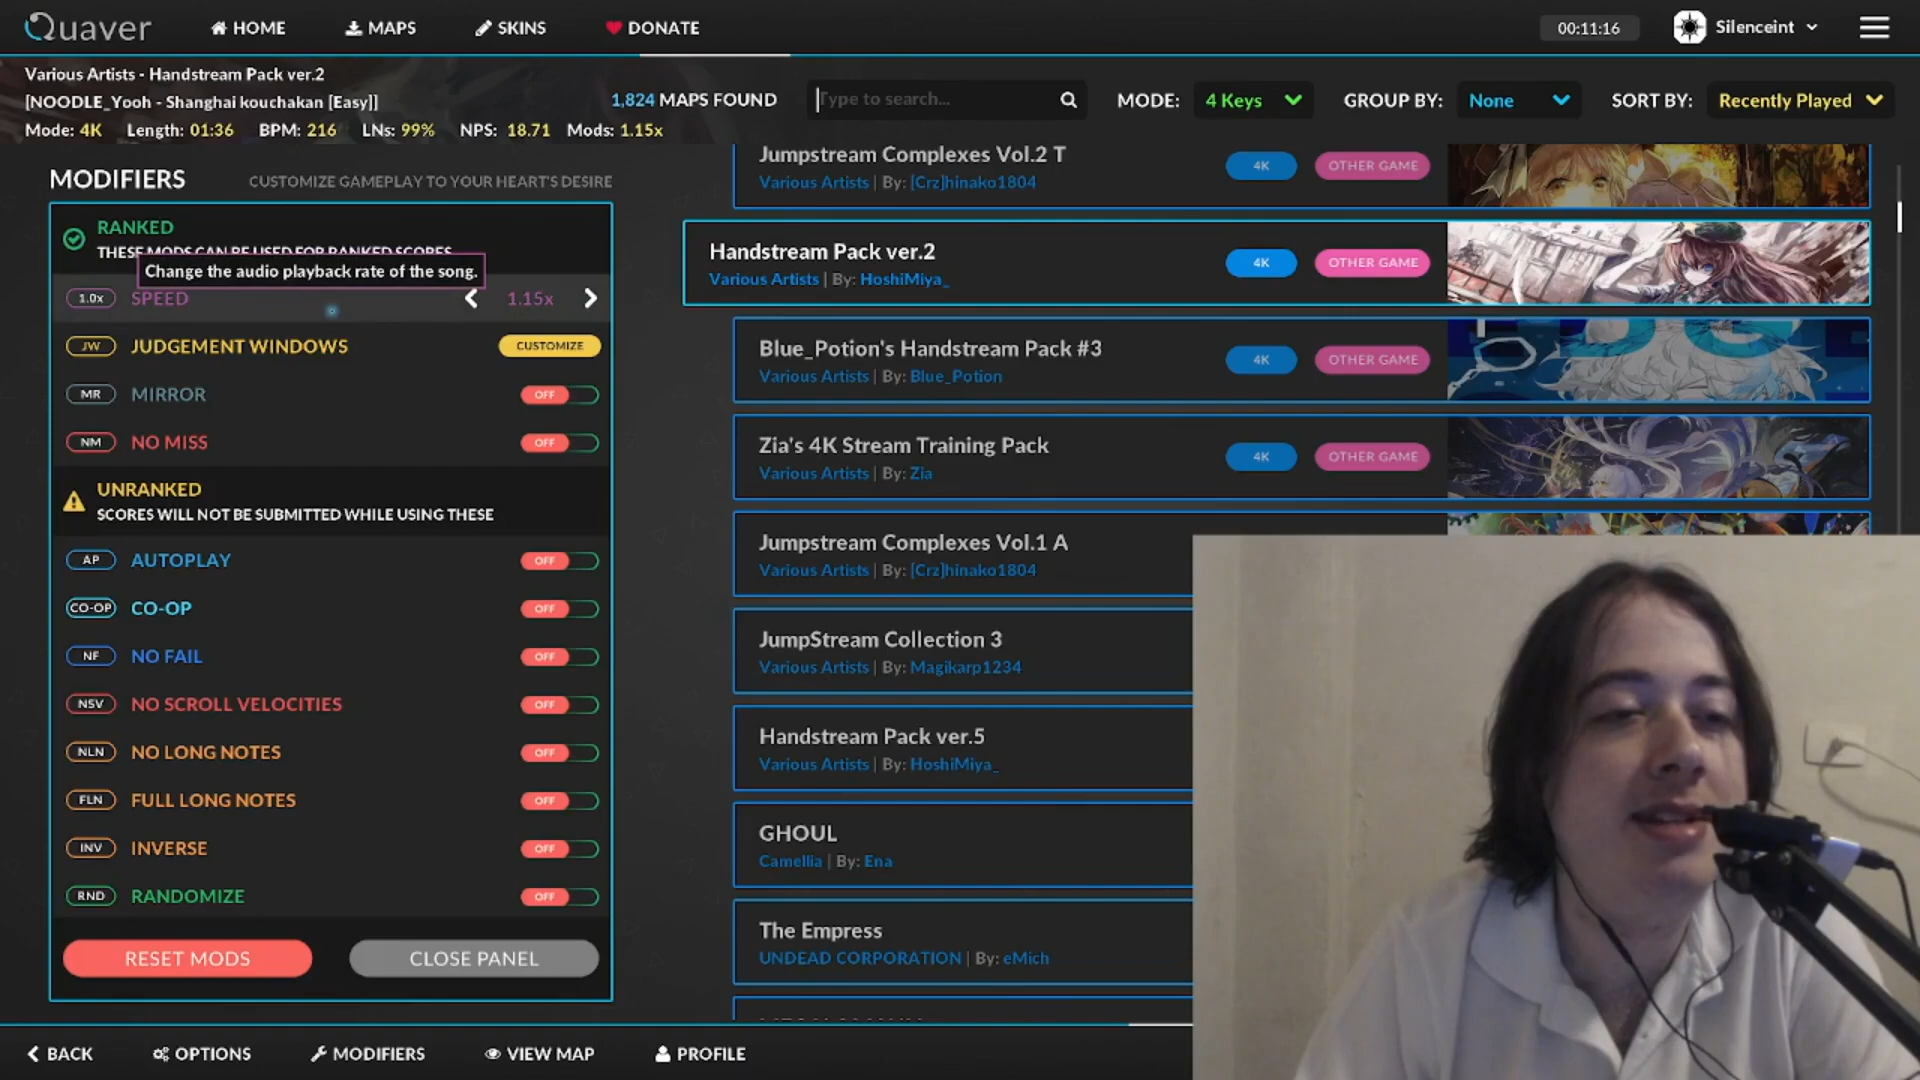 Quaver
HOME
MAPS
SKINS
DONATE
00:11:16
Silenceint
Various Artists - Handstream Pack ver.2
[NOODLE_Yooh - Shanghai kouchakan [Easy]]
Mode: 4K Length: 01:36 BPM: 216 LNs: 99% NPS: 18.71 Mods: 1.15x
1,824 MAPS FOUND
Type to search...
MODE: 4 Keys
GROUP BY: None
SORT BY: Recently Played
MODIFIERS
CUSTOMIZE GAMEPLAY TO YOUR HEART'S DESIRE
RANKED
THESE MODS CAN BE USED FOR RANKED SCORES
Change the audio playback rate of the song.
1.0x SPEED 1.15x
JW JUDGEMENT WINDOWS CUSTOMIZE
MR MIRROR OFF
NM NO MISS OFF
UNRANKED
SCORES WILL NOT BE SUBMITTED WHILE USING THESE
AP AUTOPLAY OFF
CO-OP CO-OP OFF
NF NO FAIL OFF
NSV NO SCROLL VELOCITIES OFF
NLN NO LONG NOTES OFF
FLN FULL LONG NOTES OFF
INV INVERSE OFF
RND RANDOMIZE OFF
RESET MODS
CLOSE PANEL
Jumpstream Complexes Vol.2 T
Various Artists | By: [Crz]hinako1804
4K OTHER GAME
Handstream Pack ver.2
Various Artists | By: HoshiMiya_
4K OTHER GAME
Blue_Potion's Handstream Pack #3
Various Artists | By: Blue_Potion
4K OTHER GAME
Zia's 4K Stream Training Pack
Various Artists | By: Zia
4K OTHER GAME
Jumpstream Complexes Vol.1 A
Various Artists | By: [Crz]hinako1804
JumpStream Collection 3
Various Artists | By: Magikarp1234
Handstream Pack ver.5
Various Artists | By: HoshiMiya_
GHOUL
Camellia | By: Ena
The Empress
UNDEAD CORPORATION | By: eMich
BACK
OPTIONS
MODIFIERS
VIEW MAP
PROFILE